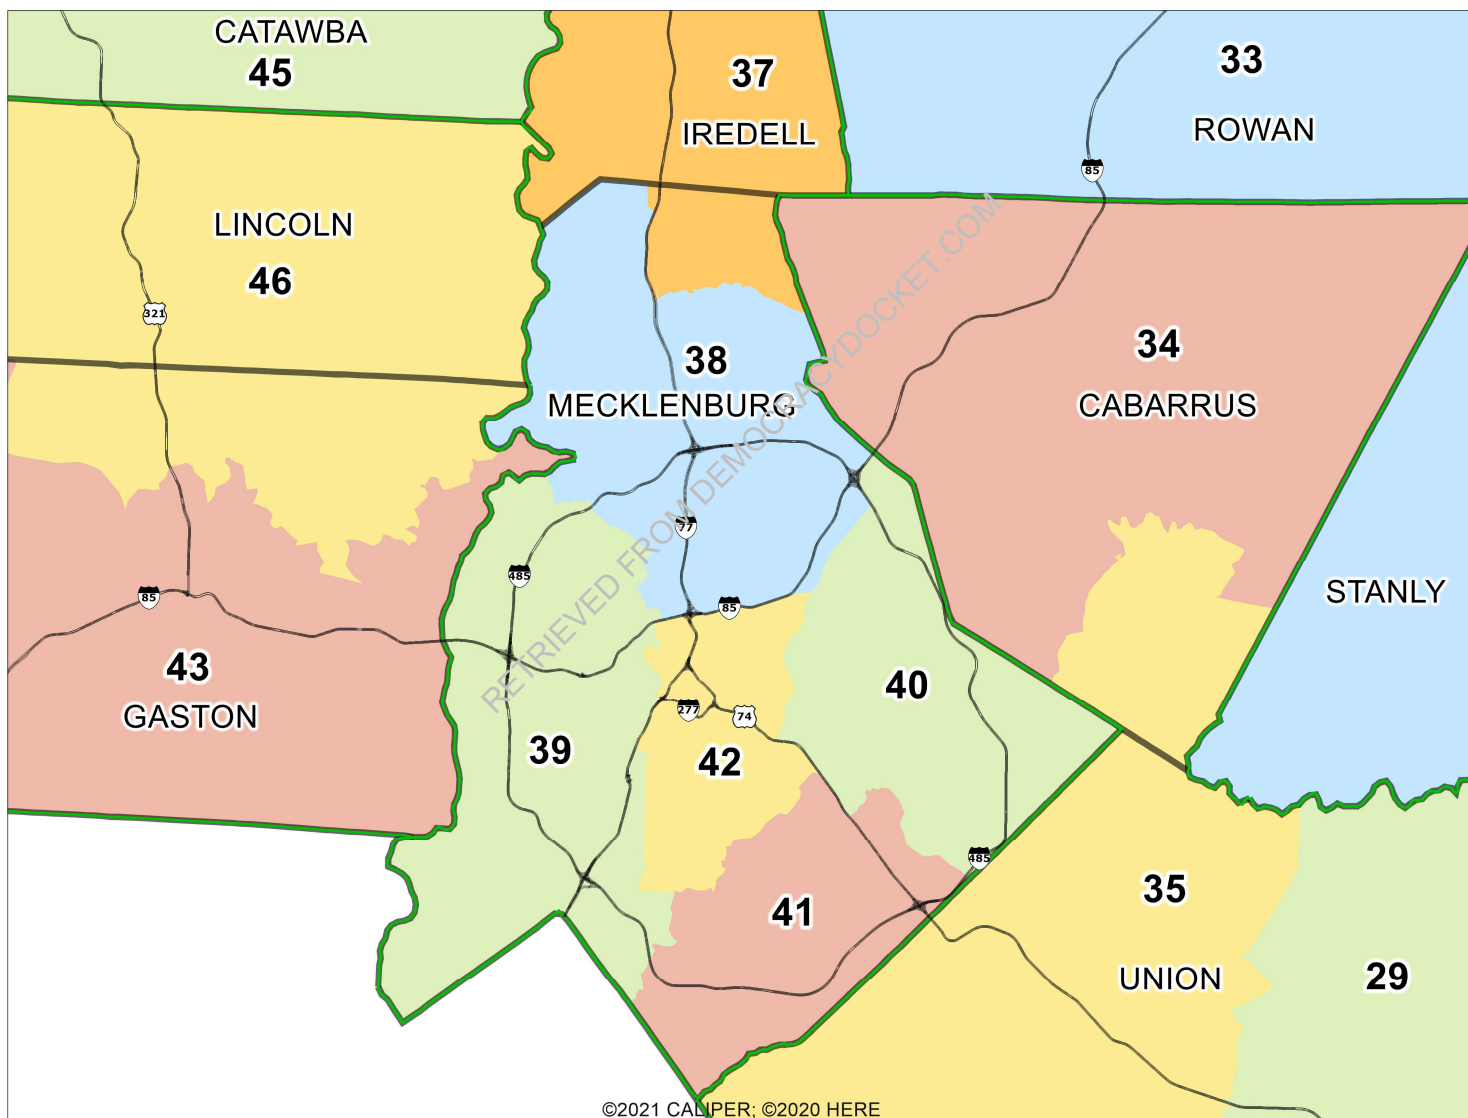 CATAWBA
45
37
IREDELL
33
ROWAN
85
LINCOLN
46
321
34
CABARRUS
38
MECKLENBURG
RETRIEVED FROM DEMOCRACYDOCKET.COM
77
485
85
85
STANLY
43
GASTON
40
277
74
39
42
485
35
41
UNION
29
©2021 CALIPER; ©2020 HERE